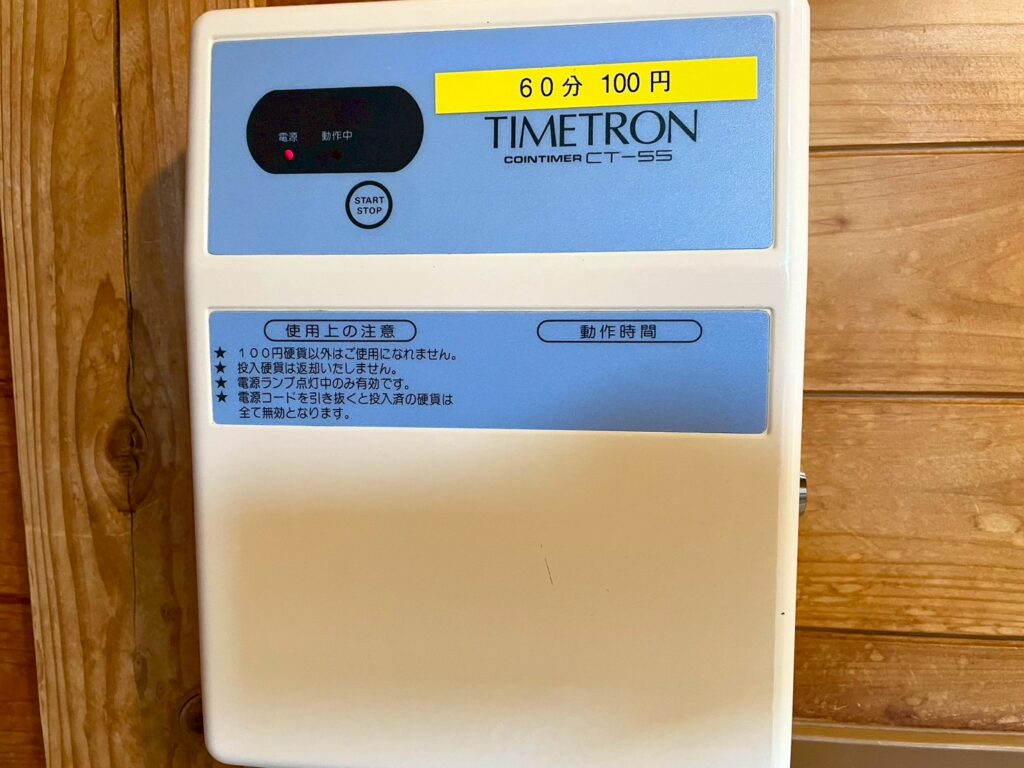 60分 100円
電源 動作中
TIMETRON
COINTIMER CT-55
START
STOP
使用上の注意
★ 100円硬貨以外はご使用になれません。
★ 投入硬貨は返却いたしません。
★ 電源ランプ点灯中のみ有効です。
★ 電源コードを引き抜くと投入済の硬貨は
全て無効となります。
動作時間